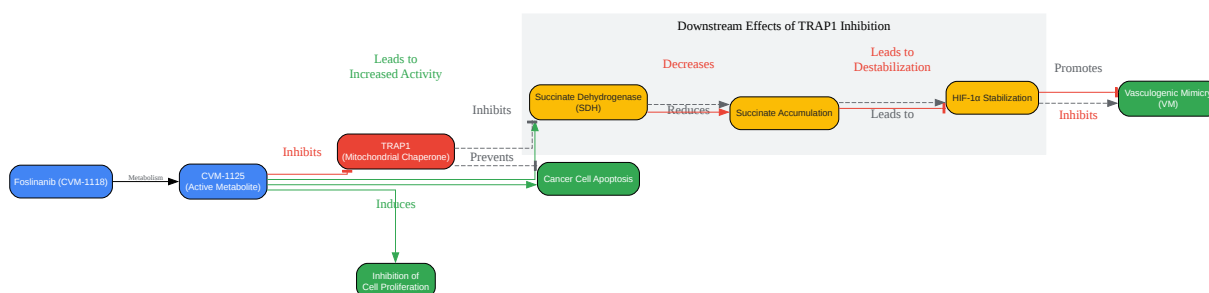 Downstream Effects of TRAP1 Inhibition
Leads to
Increased Activity
Decreases
Leads to
Destabilization
Promotes
Succinate Dehydrogenase
(SDH)
Inhibits
Reduces
Succinate Accumulation
Leads to
HIF-1α Stabilization
Vasculogenic Mimicry
(VM)
Inhibits
Inhibits
TRAP1
(Mitochondrial Chaperone)
Prevents
Foslinanib (CVM-1118)
Metabolism
CVM-1125
(Active Metabolite)
Cancer Cell Apoptosis
Induces
Inhibition of
Cell Proliferation